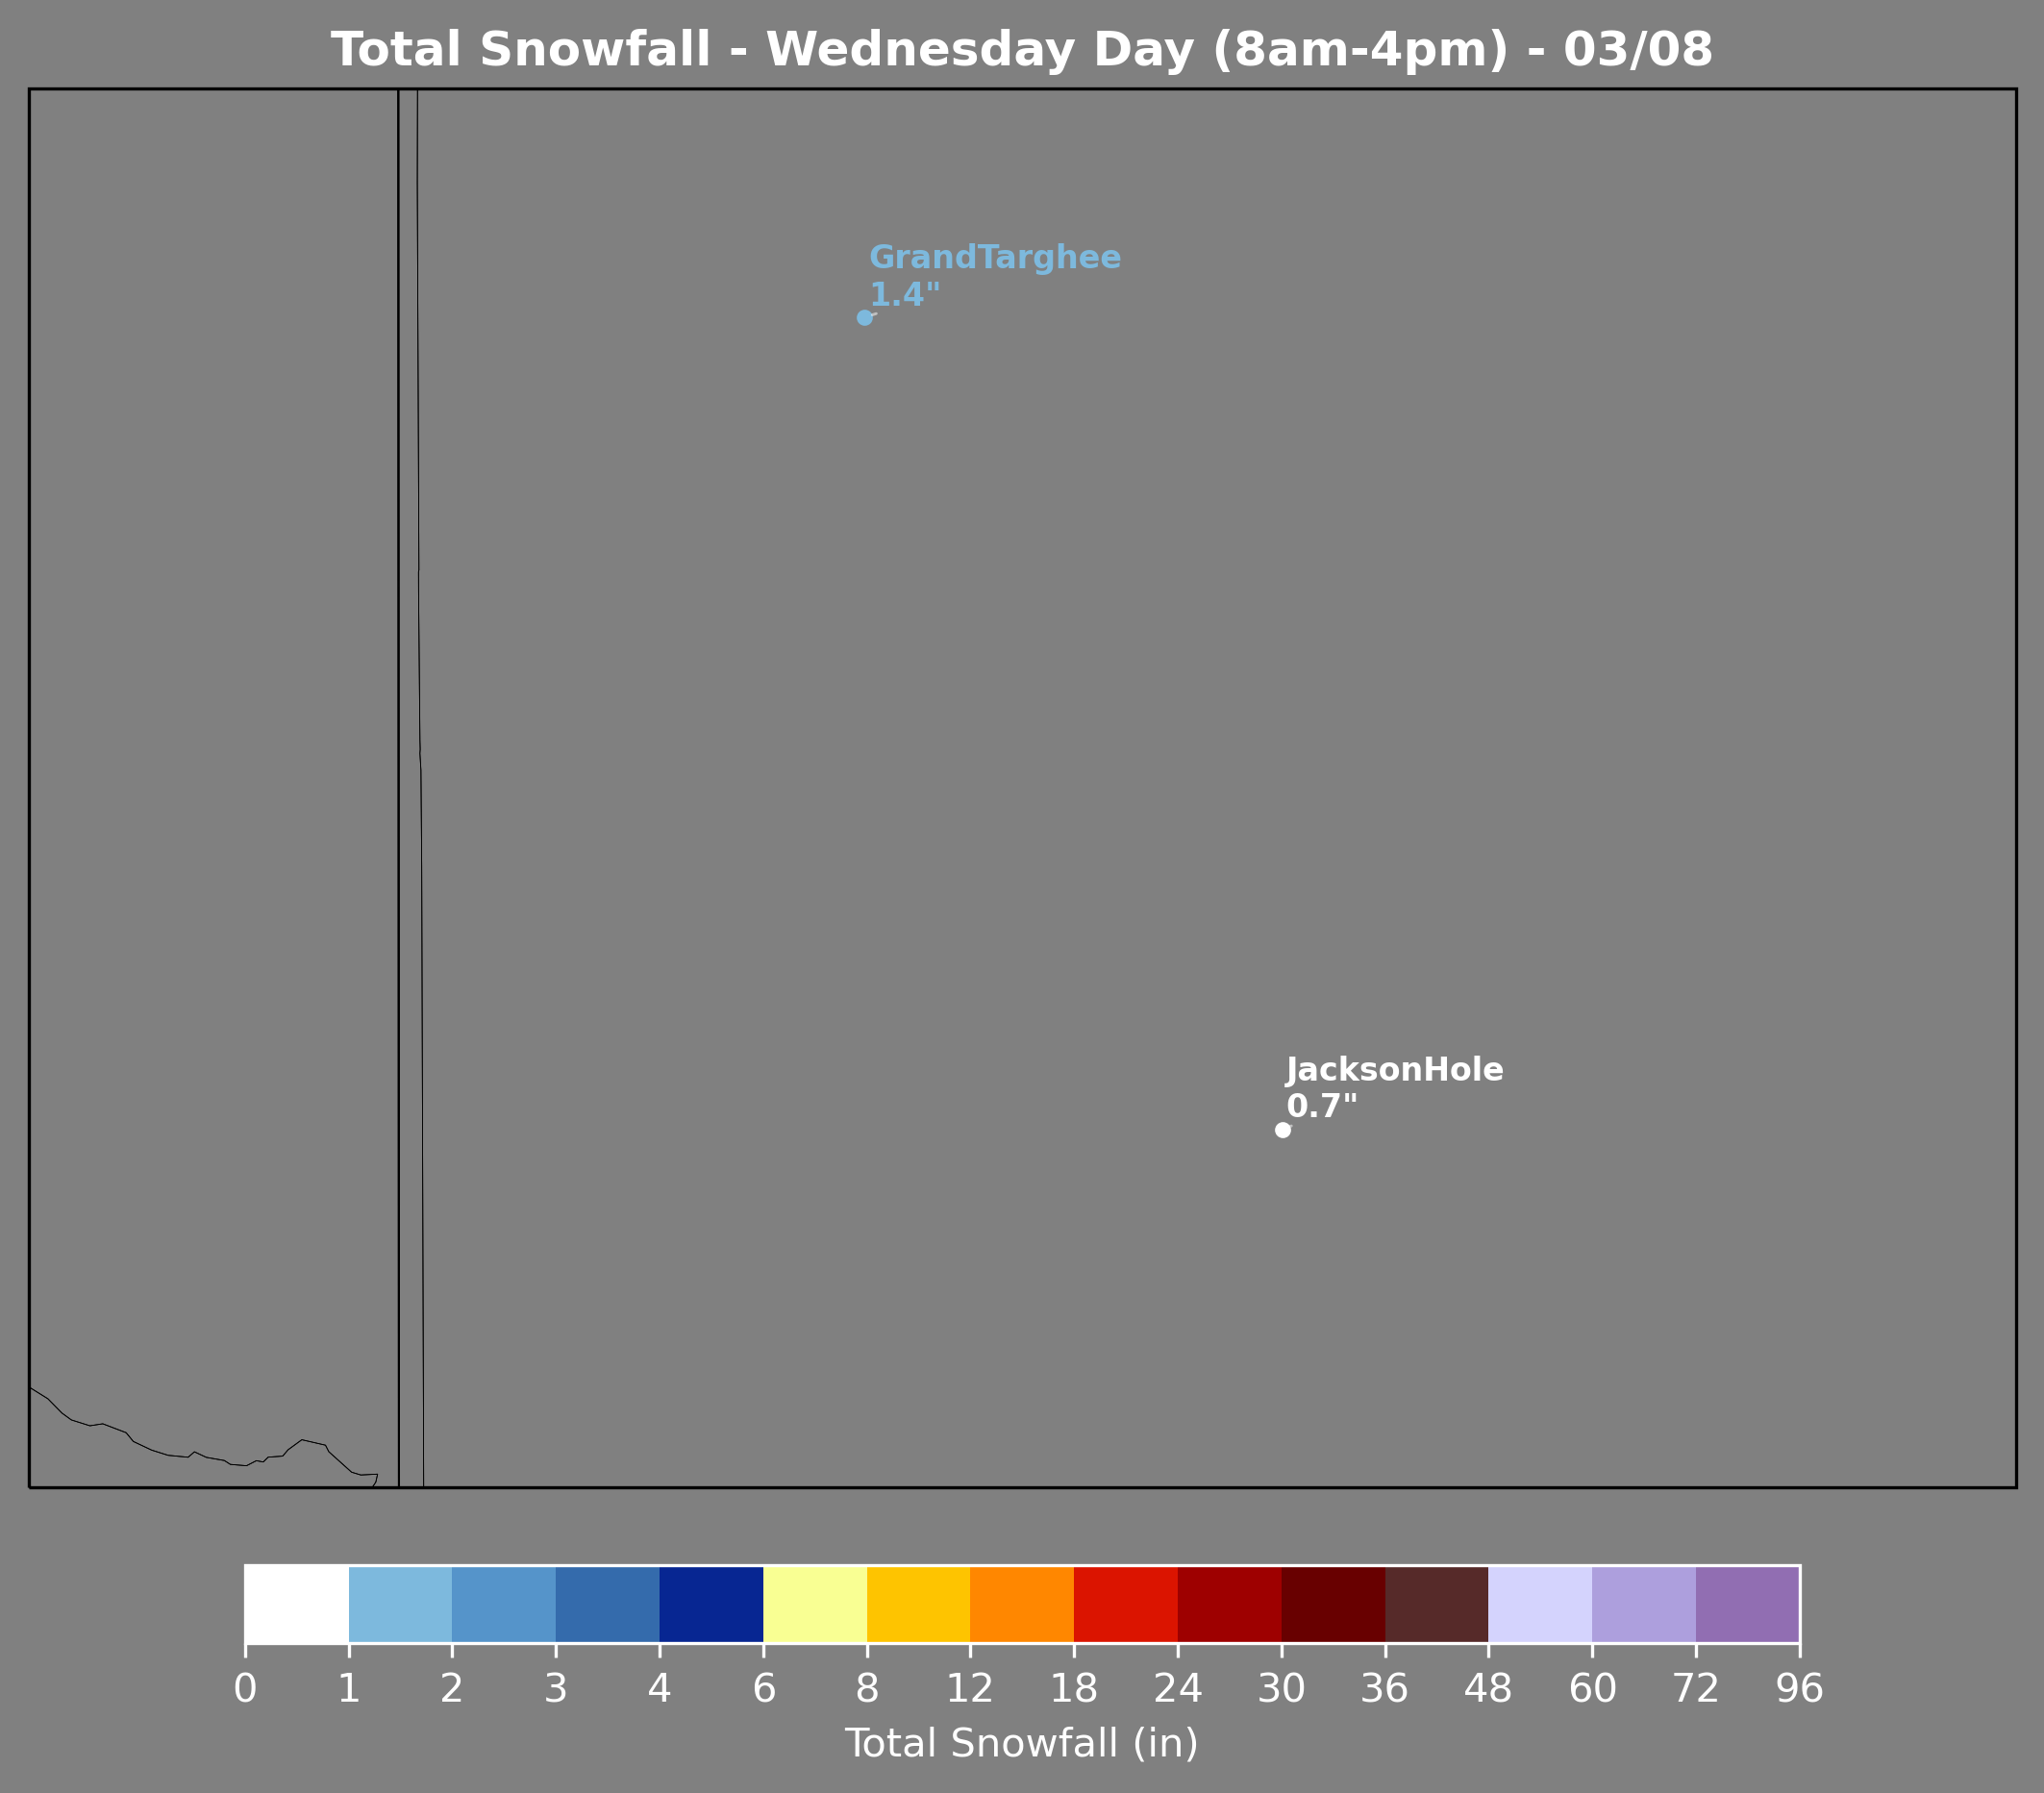 Total Snowfall - Wednesday Day (8am-4pm) - 03/08
GrandTarghee
1.4"
JacksonHole
0.7"
0 1 2 3 4 6 8 12 18 24 30 36 48 60 72 96
Total Snowfall (in)